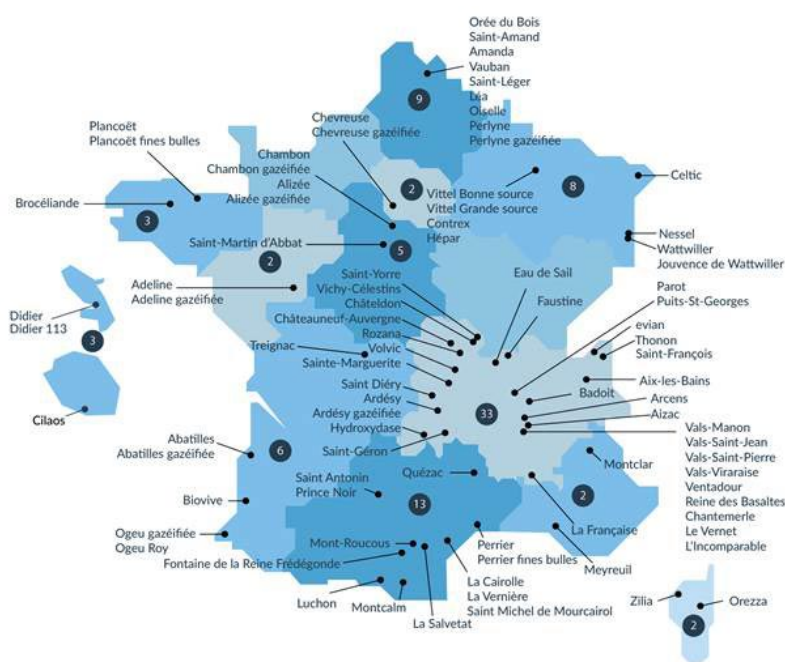 Orée du Bois
Saint-Amand
Amanda
Vauban
Saint-Léger
Léa
Oiselle
Perlyne
Perlyne gazéifiée
9
Chevreuse
Chevreuse gazéifiée
2
Plancoët
Plancoët fines bulles
Brocéliande
3
Chambon
Chambon gazéifiée
Alizée
Alizée gazéifiée
Saint-Martin d'Abbat
5
Vittel Bonne source
Vittel Grande source
Contrex
Hépar
8
Celtic
Nessel
Wattwiller
Jouvence de Wattwiller
2
Adeline
Adeline gazéifiée
Didier
Didier 113
3
Cilaos
Saint-Yorre
Vichy-Célestins
Châteldon
Châteauneuf-Auvergne
Rozana
Volvic
Sainte-Marguerite
Treignac
Saint Diéry
Ardésy
Ardésy gazéifiée
Hydroxydase
Saint-Géron
33
Eau de Sail
Faustine
Parot
Puits-St-Georges
evian
Thonon
Saint-François
Aix-les-Bains
Badoit
Arcens
Aizac
Vals-Manon
Vals-Saint-Jean
Vals-Saint-Pierre
Vals-Viraraise
Ventadour
Reine des Basaltes
Chantemerle
Le Vernet
L'Incomparable
Abatilles
Abatilles gazéifiée
6
Biovive
Ogeu gazéifiée
Ogeu Roy
Saint Antonin
Prince Noir
Quézac
13
Mont-Roucous
Fontaine de la Reine Frédégonde
Luchon
Montcalm
La Salvetat
La Cairolle
La Vernière
Saint Michel de Mourcairol
Perrier
Perrier fines bulles
Montclar
2
La Française
Meyreuil
Zilia
Orezza
2